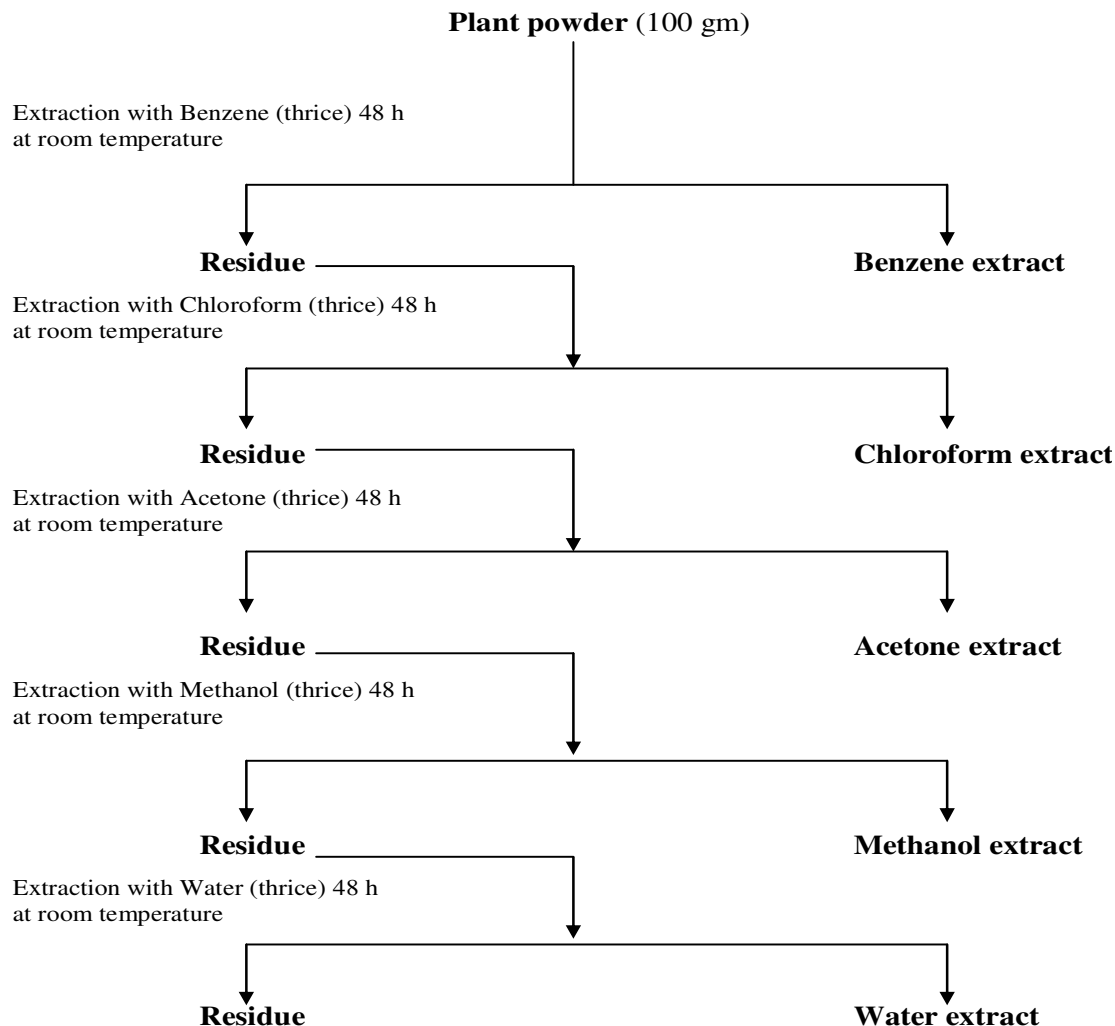 Plant powder (100 gm)
Extraction with Benzene (thrice) 48 h
at room temperature
Residue
Benzene extract
Extraction with Chloroform (thrice) 48 h
at room temperature
Residue
Chloroform extract
Extraction with Acetone (thrice) 48 h
at room temperature
Residue
Acetone extract
Extraction with Methanol (thrice) 48 h
at room temperature
Residue
Methanol extract
Extraction with Water (thrice) 48 h
at room temperature
Residue
Water extract